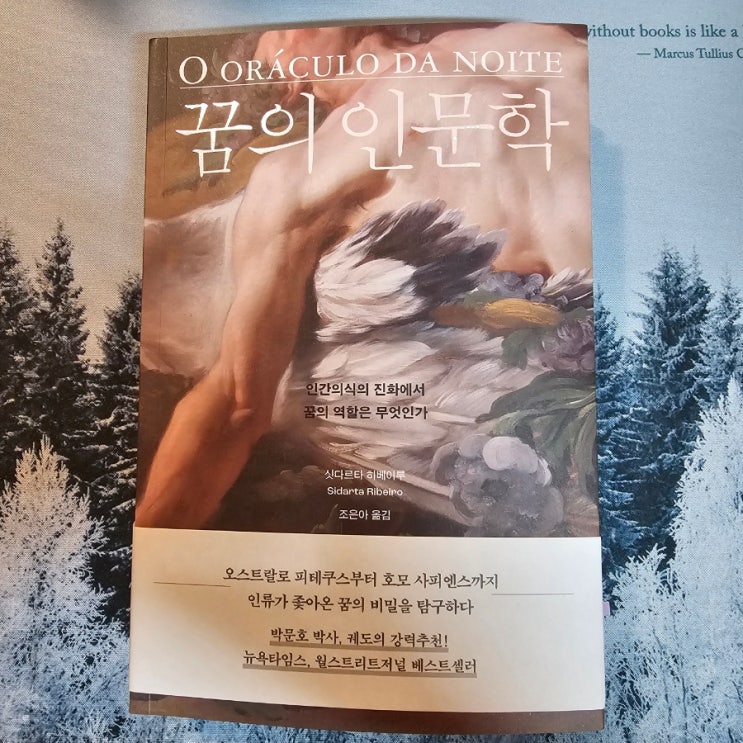 without books is like a
— Marcus Tullius C
O ORÁCULO DA NOITE
꿈의 인문학
인간의식의 진화에서
꿈의 역할은 무엇인가
싯다르타 히베이루
Sidarta Ribeiro
조은아 옮김
오스트랄로 피테쿠스부터 호모 사피엔스까지
인류가 좇아온 꿈의 비밀을 탐구하다
박문호 박사, 궤도의 강력추천!
뉴욕타임스, 월스트리트저널 베스트셀러